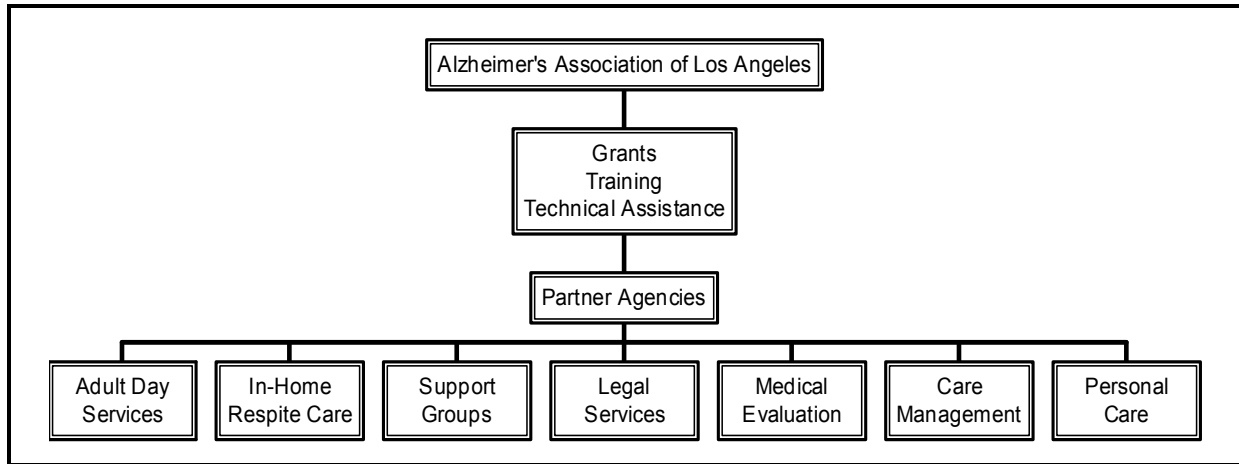 Alzheimer's Association of Los Angeles
Grants
Training
Technical Assistance
Partner Agencies
Adult Day
Services
In-Home
Respite Care
Support
Groups
Legal
Services
Medical
Evaluation
Care
Management
Personal
Care